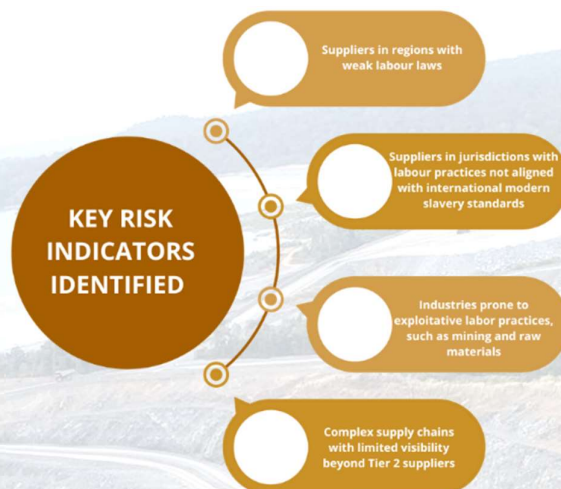 KEY RISK
INDICATORS
IDENTIFIED
Suppliers in regions with
weak labour laws
Suppliers in jurisdictions with
labour practices not aligned
with international modern
slavery standards
Industries prone to
exploitative labor practices,
such as mining and raw
materials
Complex supply chains
with limited visibility
beyond Tier 2 suppliers